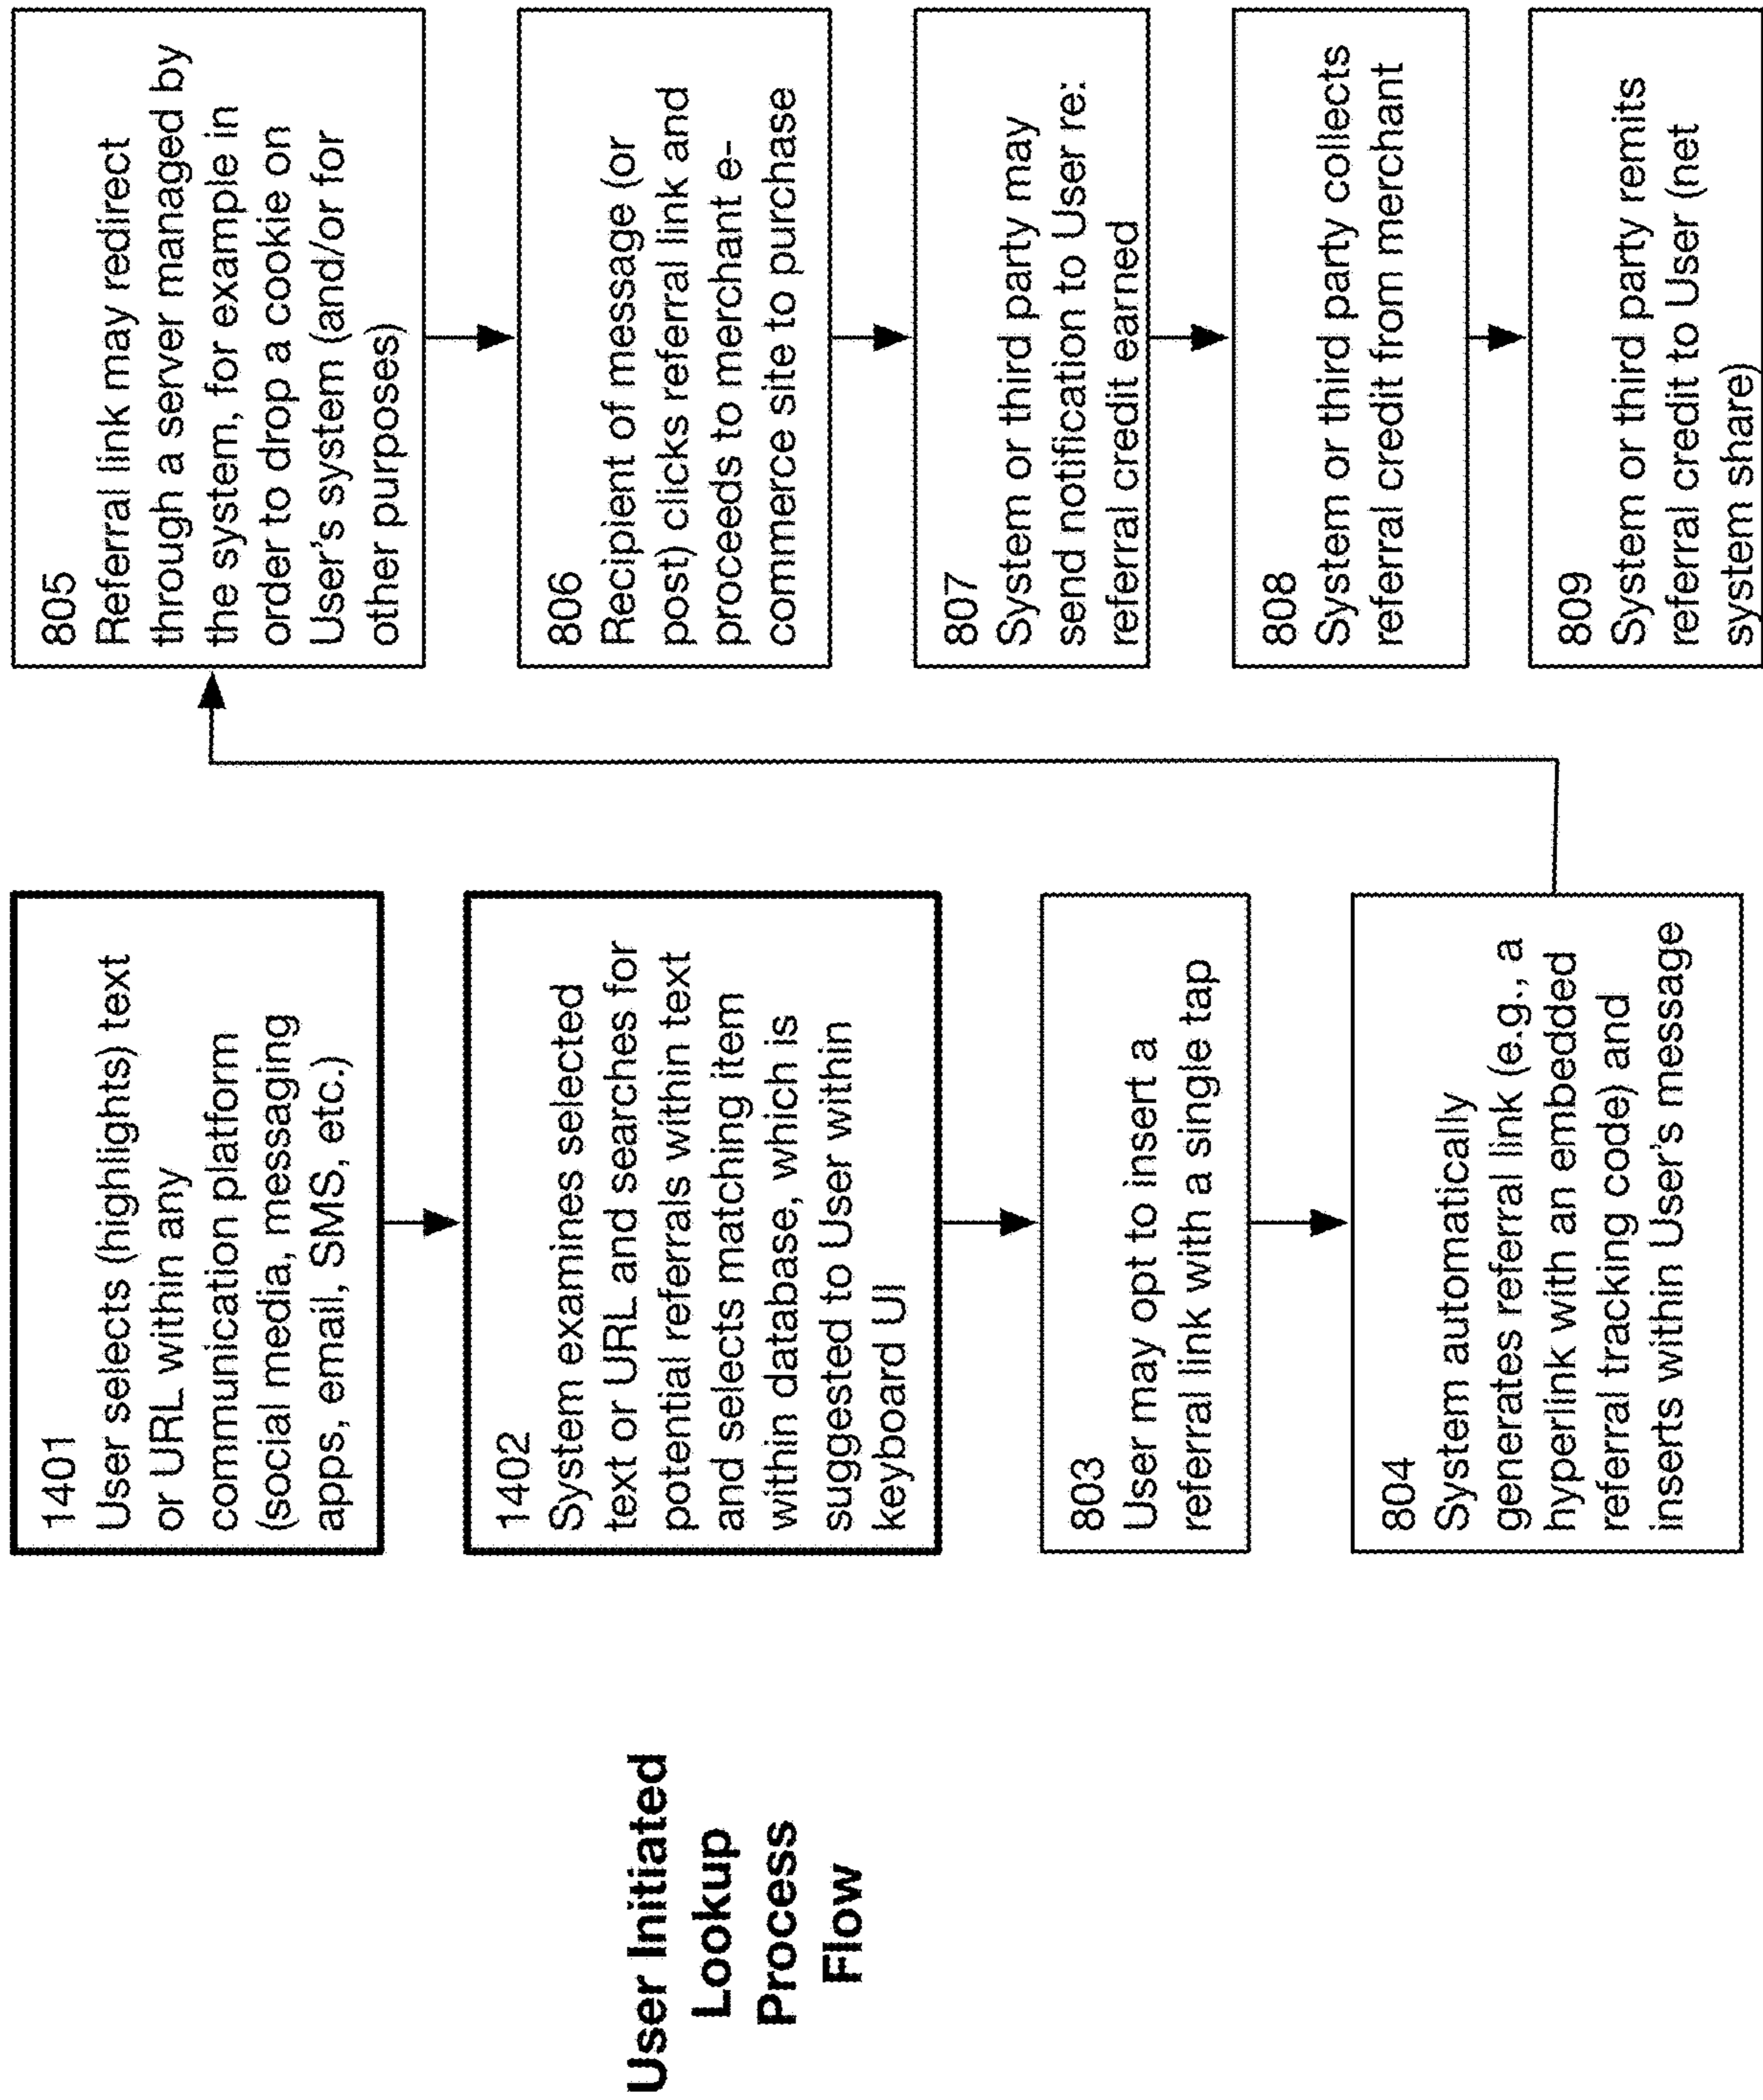 User Initiated
Lookup
Process
Flow
1401
User selects (highlights) text
or URL within any
communication platform
(social media, messaging
apps, email, SMS, etc.)
1402
System examines selected
text or URL and searches for
potential referrals within text
and selects matching item
within database, which is
suggested to User within
keyboard UI
803
User may opt to insert a
referral link with a single tap
804
System automatically
generates referral link (e.g., a
hyperlink with an embedded
referral tracking code) and
inserts within User's message
805
Referral link may redirect
through a server managed by
the system, for example in
order to drop a cookie on
User's system (and/or for
other purposes)
806
Recipient of message (or
post) clicks referral link and
proceeds to merchant e-
commerce site to purchase
807
System or third party may
send notification to User re:
referral credit earned
808
System or third party collects
referral credit from merchant
809
System or third party remits
referral credit to User (net
system share)